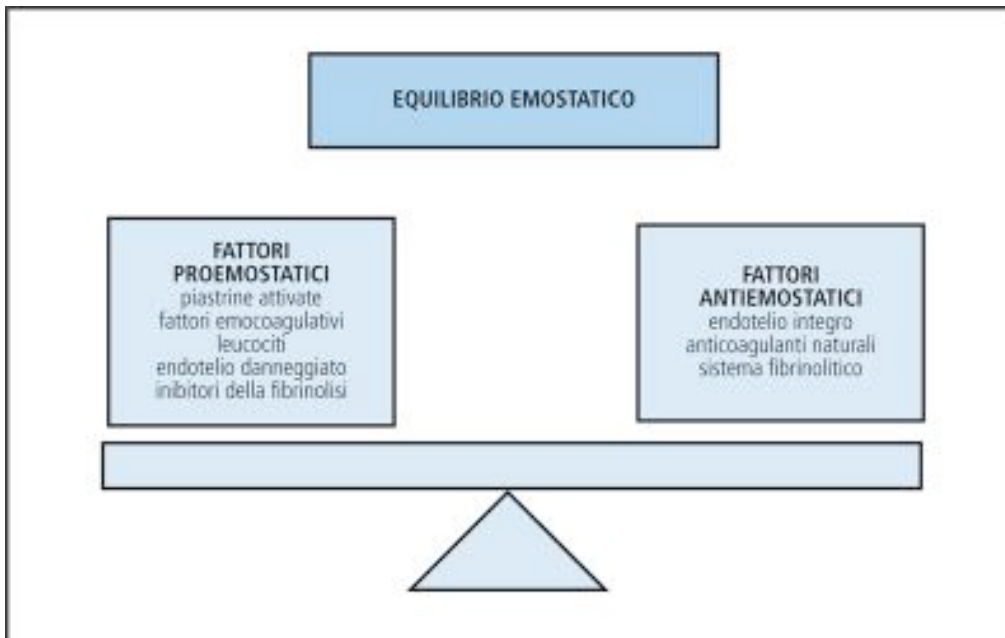 EQUILIBRIO EMOSTATICO
FATTORI
PROEMOSTATICI
piastrine attivate
fattori emocoagulativi
leucociti
endotelio danneggiato
inibitori della fibrinolisi
FATTORI
ANTIEMOSTATICI
endotelio integro
anticoagulanti naturali
sistema fibrinolitico